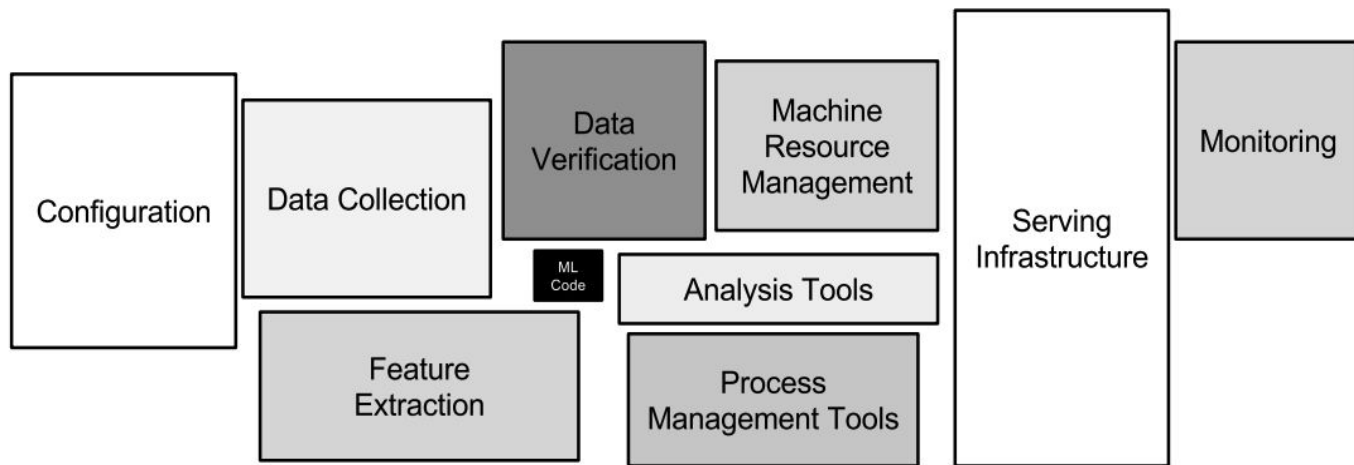 Configuration
Data Collection
Feature
Extraction
Data
Verification
ML
Code
Machine
Resource
Management
Analysis Tools
Process
Management Tools
Serving
Infrastructure
Monitoring